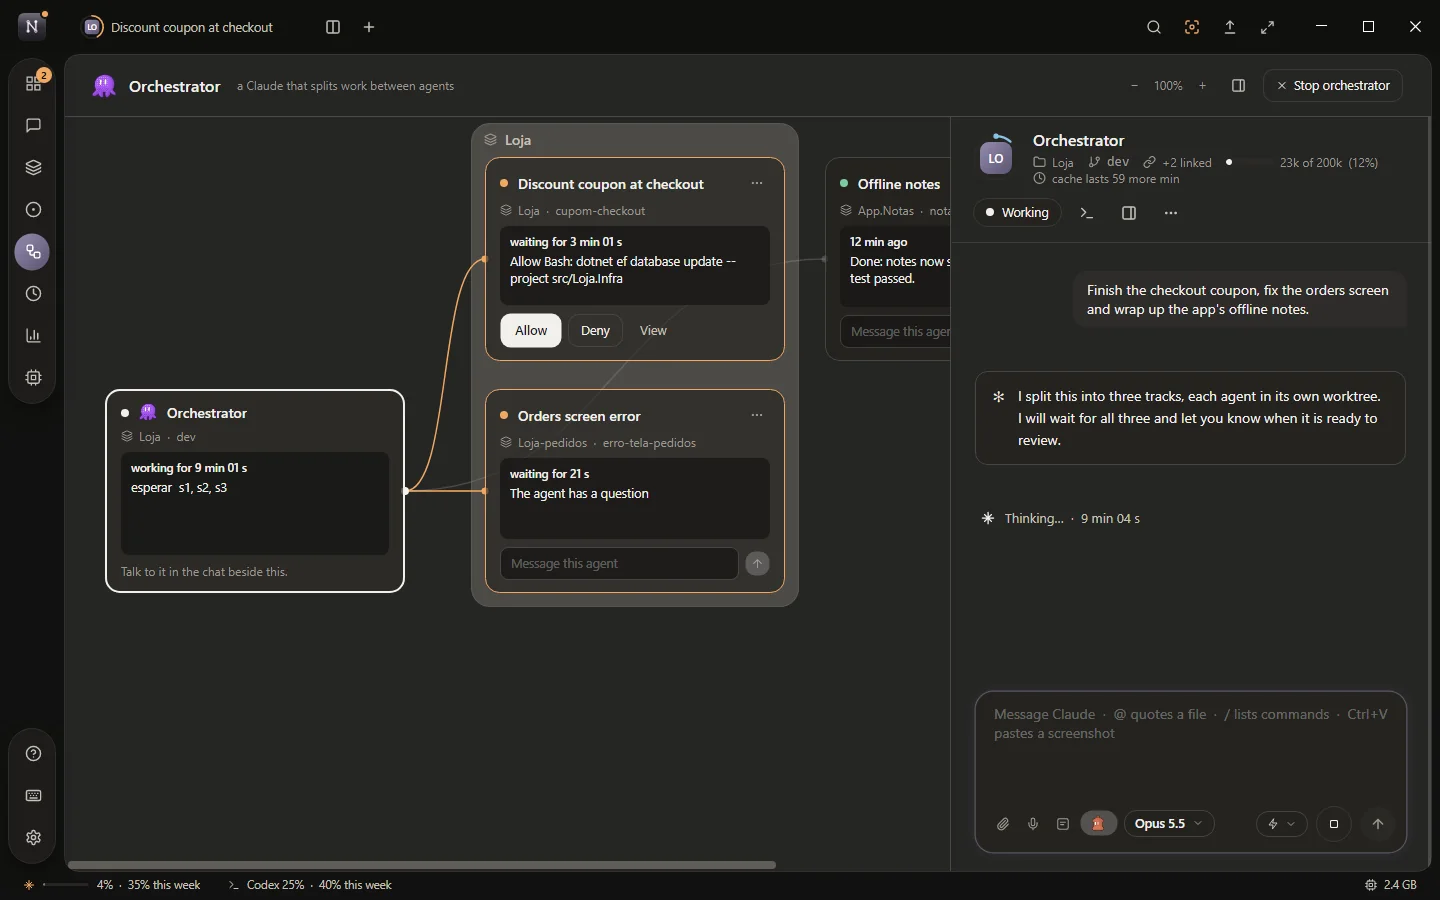 N
LO Discount coupon at checkout
2
Orchestrator a Claude that splits work between agents
− 100% +
× Stop orchestrator
Loja
Discount coupon at checkout ...
Loja · cupom-checkout
waiting for 3 min 01 s
Allow Bash: dotnet ef database update --
project src/Loja.Infra
Allow Deny View
Offline notes
App.Notas ·
12 min ago
Done: notes now
test passed.
Message this
Orchestrator
Loja · dev
working for 9 min 01 s
esperar s1, s2, s3
Talk to it in the chat beside this.
Orders screen error ...
Loja-pedidos · erro-tela-pedidos
waiting for 21 s
The agent has a question
Message this agent
LO
Orchestrator
Loja dev +2 linked 23k of 200k (12%)
cache lasts 59 more min
Working ...
Finish the checkout coupon, fix the orders screen
and wrap up the app's offline notes.
I split this into three tracks, each agent in its own worktree.
I will wait for all three and let you know when it is ready to
review.
Thinking... · 9 min 04 s
Message Claude · @ quotes a file · / lists commands · Ctrl+V
pastes a screenshot
Opus 5.5
4% · 35% this week
Codex 25% · 40% this week
2.4 GB